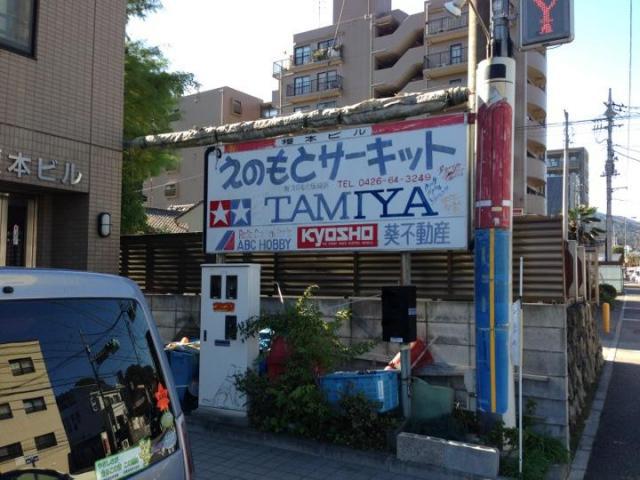 榎本ビル
えのもとサーキット
TEL 0426-64-3249
TAMIYA
ABC HOBBY
KYOSHO
葵不動産
本ビル
Y